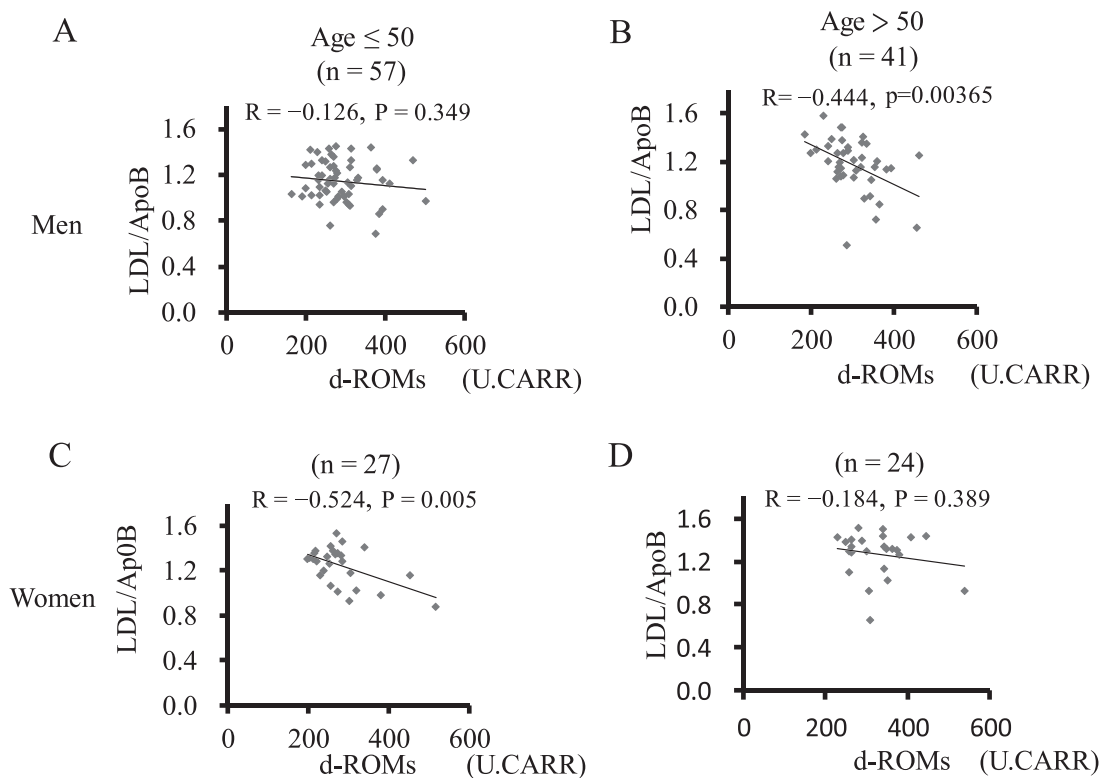 A
Age ≤ 50
(n = 57)
R = −0.126, P = 0.349
LDL/ApoB
1.6
1.2
0.8
0.4
0.0
0 200 400 600
d-ROMs (U.CARR)
B
Age > 50
(n = 41)
R= −0.444, p=0.00365
LDL/ApoB
1.6
1.2
0.8
0.4
0.0
0 200 400 600
d-ROMs (U.CARR)
Men
C
(n = 27)
R = −0.524, P = 0.005
LDL/Ap0B
1.6
1.2
0.8
0.4
0.0
0 200 400 600
d-ROMs (U.CARR)
D
(n = 24)
R = −0.184, P = 0.389
LDL/ApoB
1.6
1.2
0.8
0.4
0.0
0 200 400 600
d-ROMs (U.CARR)
Women